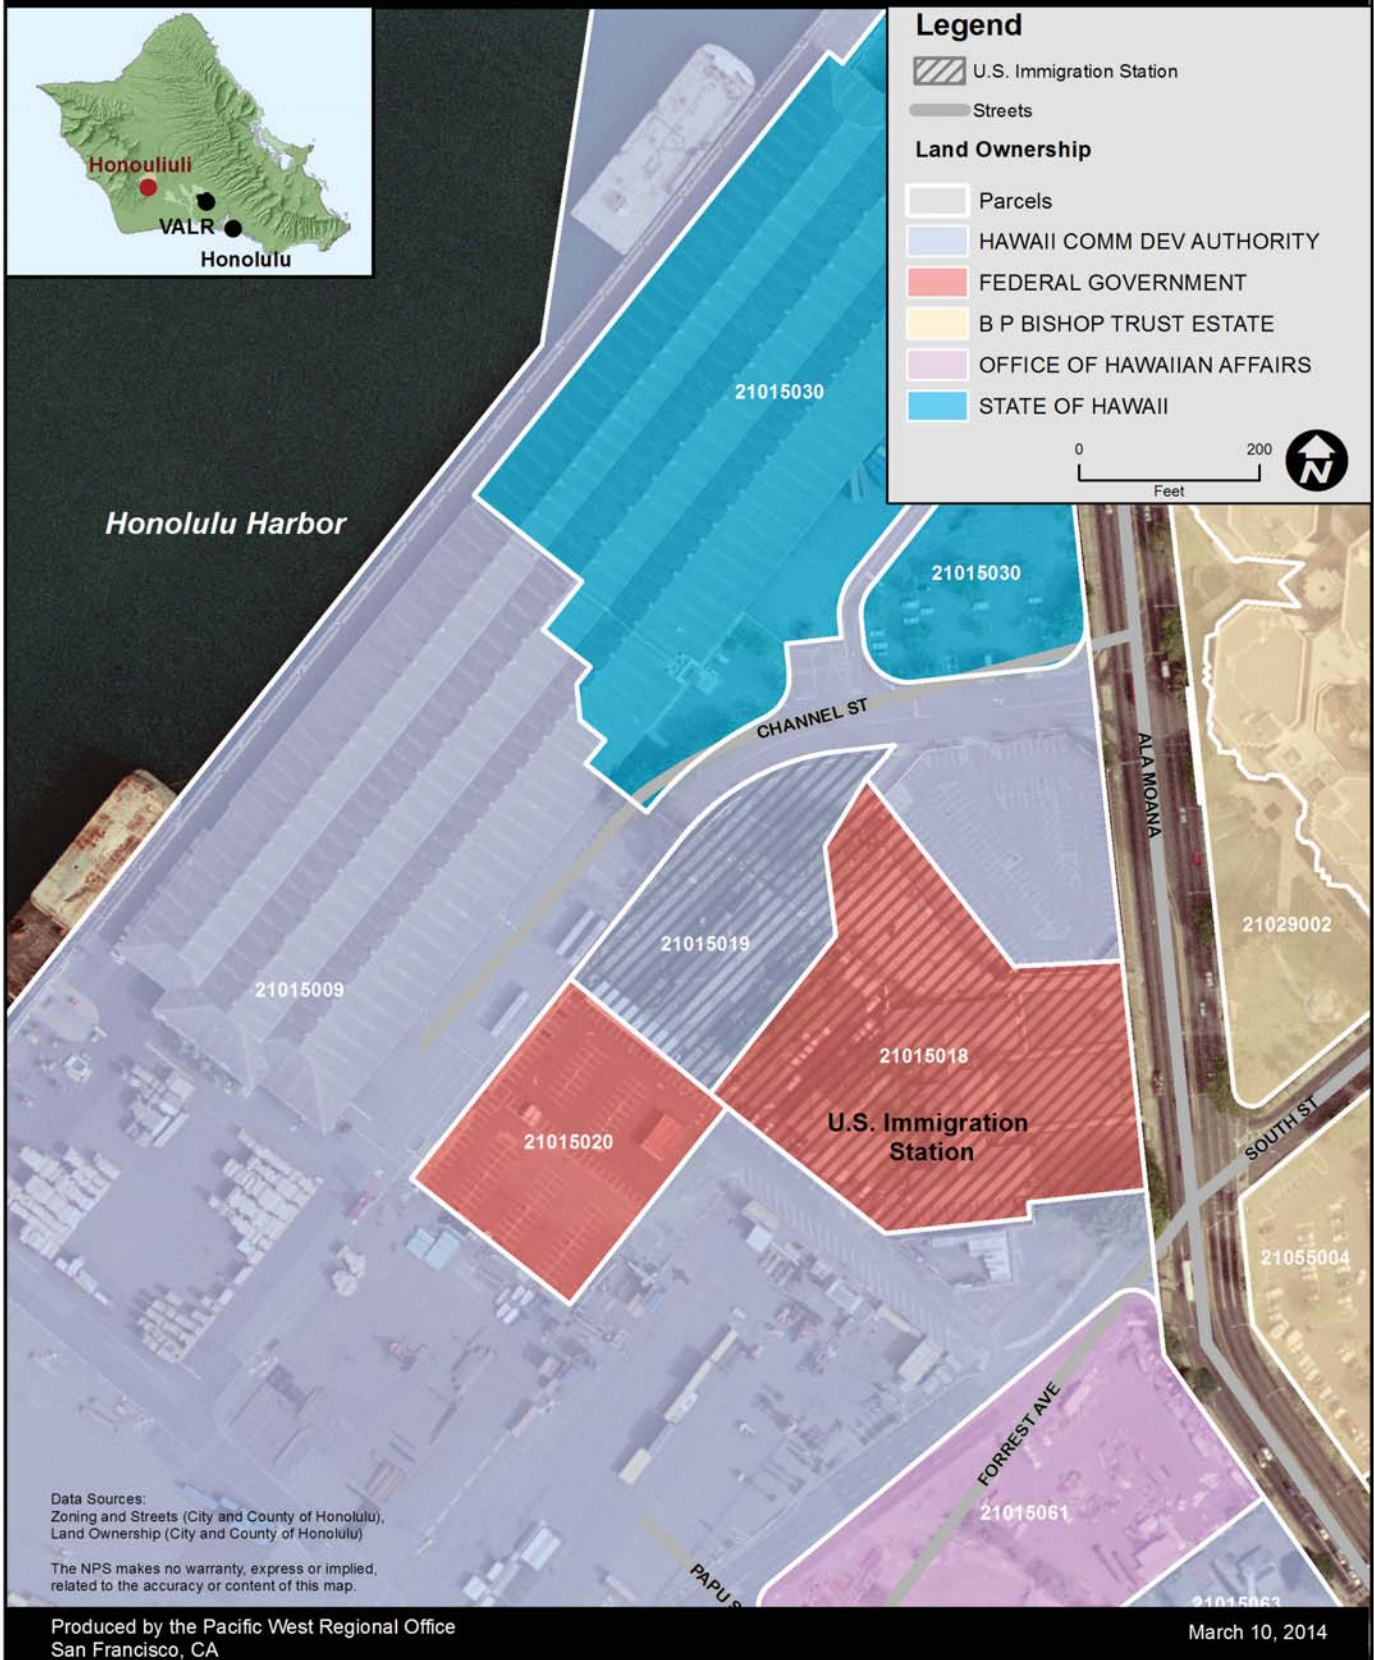 Honouliuli
VALR
Honolulu
Legend
U.S. Immigration Station
Streets
Land Ownership
Parcels
HAWAII COMM DEV AUTHORITY
FEDERAL GOVERNMENT
B P BISHOP TRUST ESTATE
OFFICE OF HAWAIIAN AFFAIRS
STATE OF HAWAII
0 200
Feet
N
21015030
Honolulu Harbor
21015030
CHANNEL ST
ALA MOANA
21029002
21015019
21015009
21015018
U.S. Immigration
Station
21015020
SOUTH ST
21055004
FORREST AVE
21015061
PAPU S
21015063
Data Sources:
Zoning and Streets (City and County of Honolulu),
Land Ownership (City and County of Honolulu)
The NPS makes no warranty, express or implied,
related to the accuracy or content of this map.
Produced by the Pacific West Regional Office
San Francisco, CA
March 10, 2014